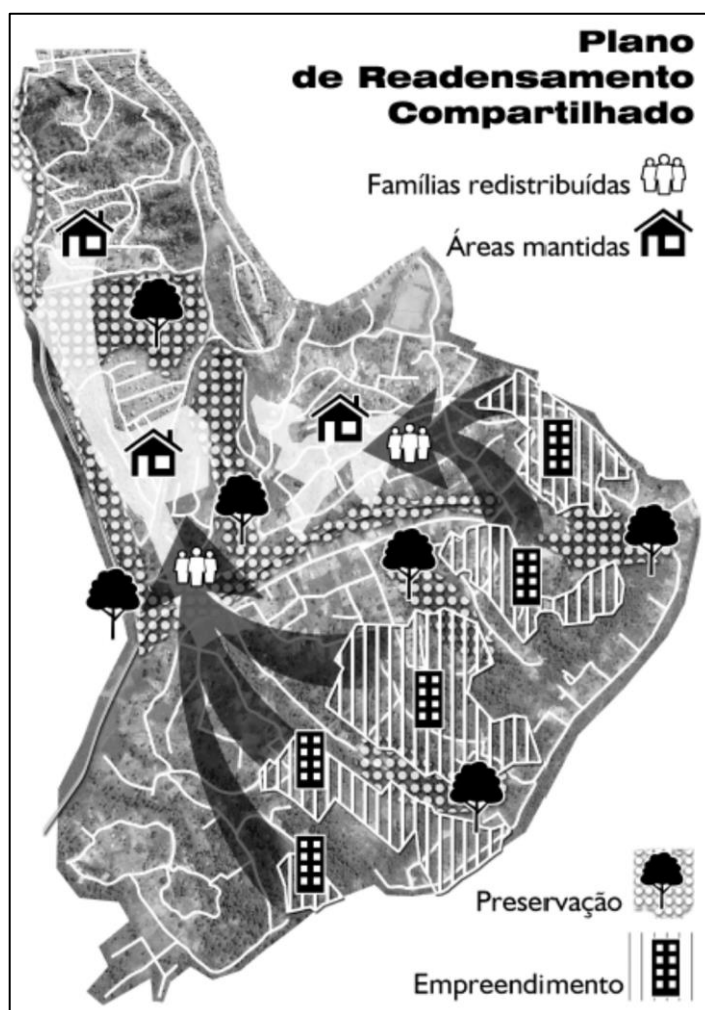 Plano
de Readensamento
Compartilhado
Famílias redistribuídas
Áreas mantidas
Preservação
Empreendimento